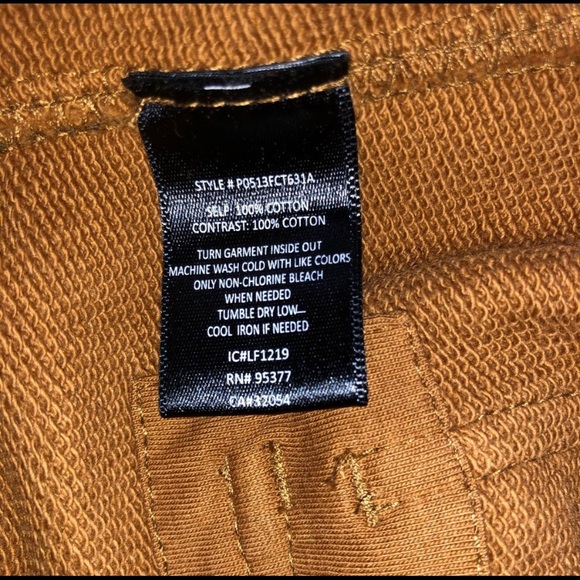 STYLE # P0513FCT631A
SELF: 100% COTTON
CONTRAST: 100% COTTON
TURN GARMENT INSIDE OUT
MACHINE WASH COLD WITH LIKE COLORS
ONLY NON-CHLORINE BLEACH
WHEN NEEDED
TUMBLE DRY LOW
COOL IRON IF NEEDED
IC#LF1219
RN# 95377
CA#37054